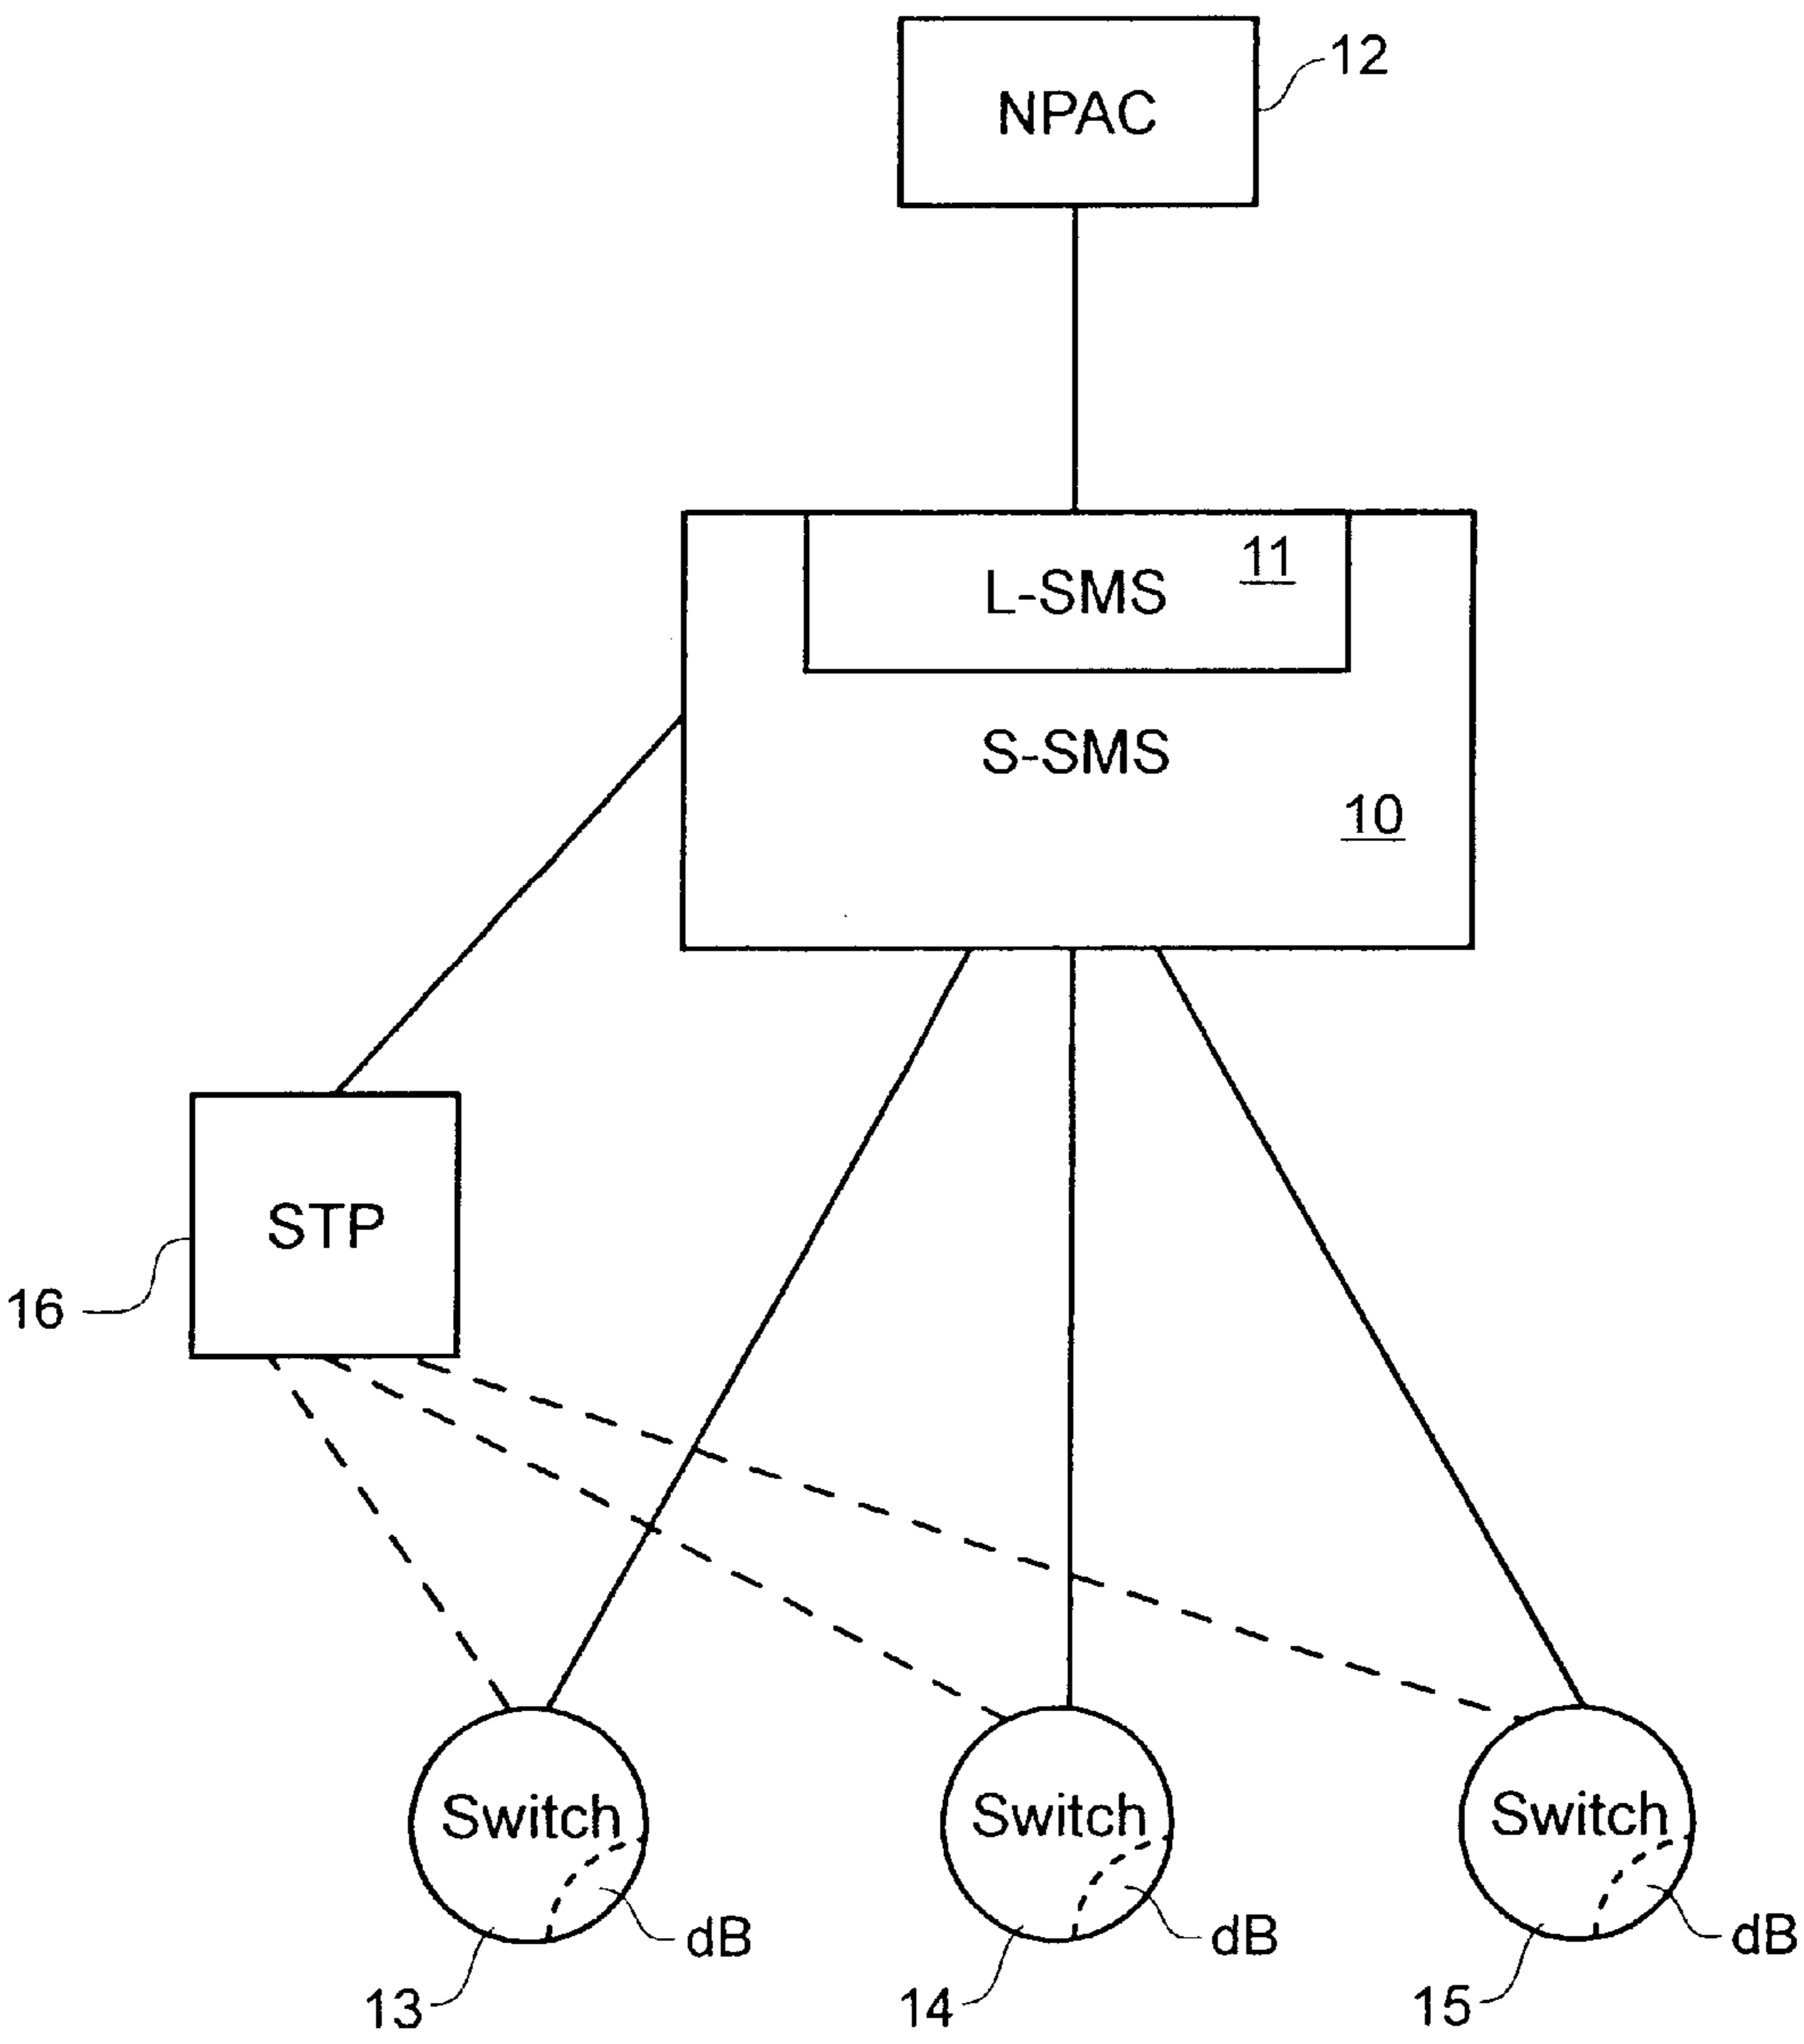 12
NPAC
11
L-SMS
S-SMS
10
STP
16
Switch
Switch
Switch
dB
dB
dB
13
14
15